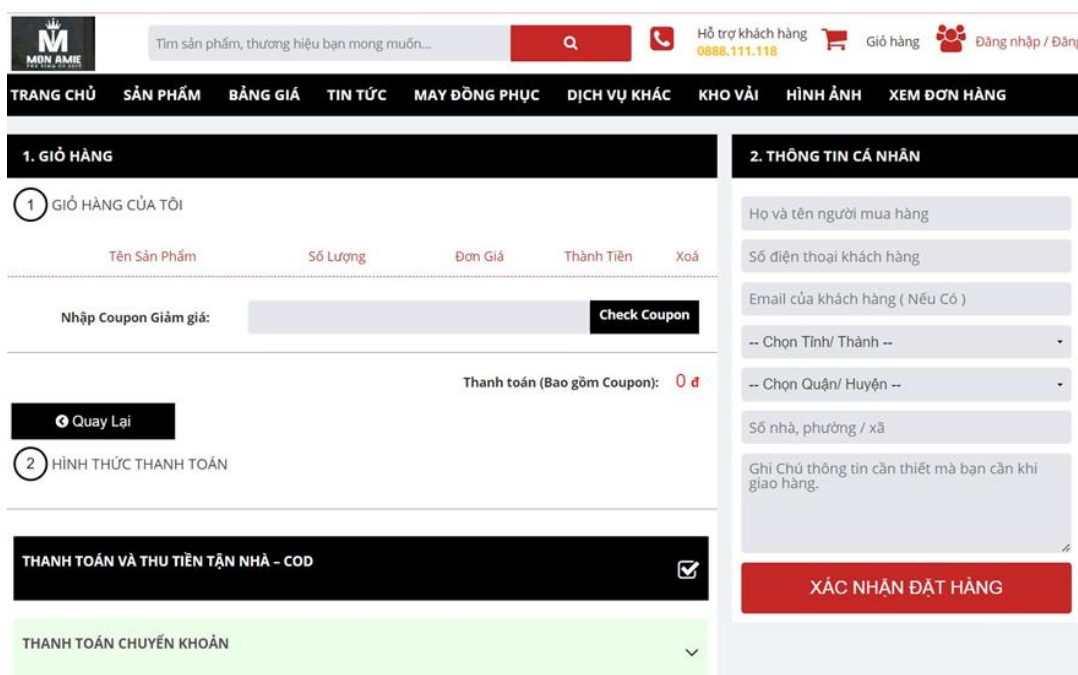 MON AMIE
Tìm sản phẩm, thương hiệu bạn mong muốn...
Hỗ trợ khách hàng
0888.111.118
Giỏ hàng
Đăng nhập / Đăng
TRANG CHỦ SẢN PHẨM BẢNG GIÁ TIN TỨC MAY ĐỒNG PHỤC DỊCH VỤ KHÁC KHO VẢI HÌNH ẢNH XEM ĐƠN HÀNG
1. GIỎ HÀNG
1 GIỎ HÀNG CỦA TÔI
Tên Sản Phẩm Số Lượng Đơn Giá Thành Tiền Xoá
Nhập Coupon Giảm giá: Check Coupon
Thanh toán (Bao gồm Coupon): 0 đ
Quay Lại
2 HÌNH THỨC THANH TOÁN
THANH TOÁN VÀ THU TIỀN TẬN NHÀ – COD
THANH TOÁN CHUYỂN KHOẢN
2. THÔNG TIN CÁ NHÂN
Họ và tên người mua hàng
Số điện thoại khách hàng
Email của khách hàng ( Nếu Có )
-- Chọn Tỉnh/ Thành --
-- Chọn Quận/ Huyện --
Số nhà, phường / xã
Ghi Chú thông tin cần thiết mà bạn cần khi
giao hàng.
XÁC NHẬN ĐẶT HÀNG